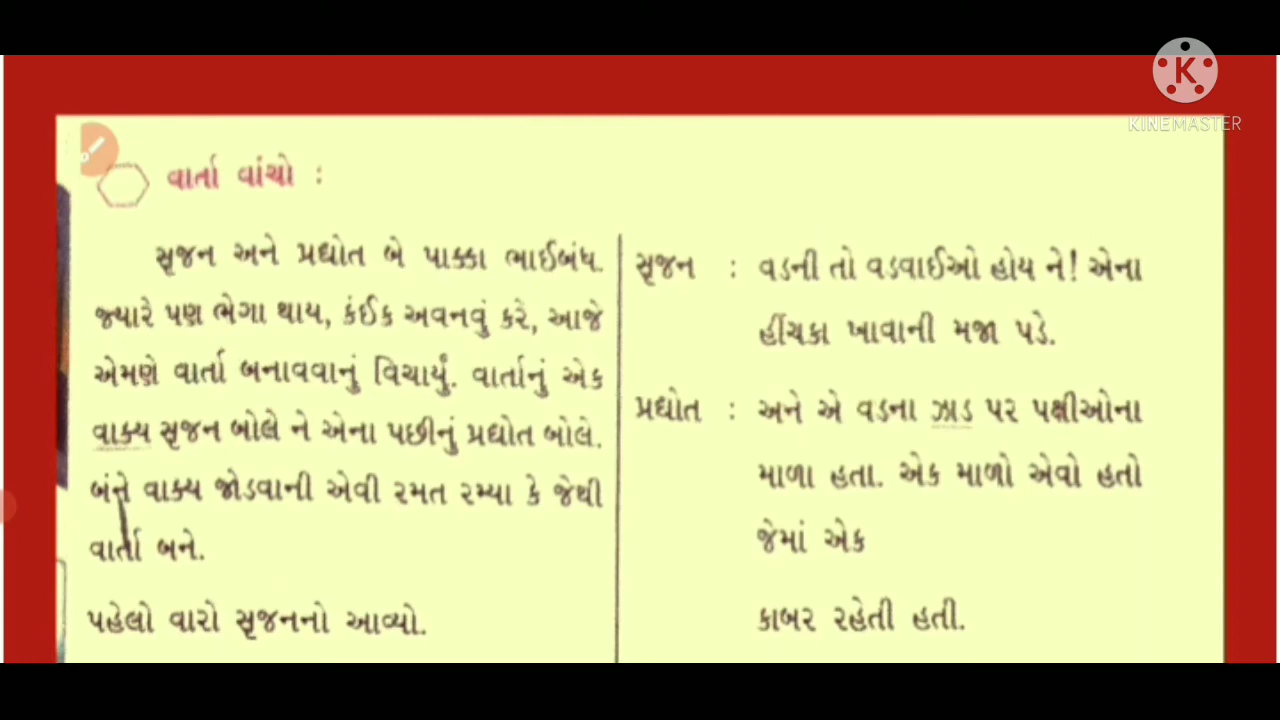 KINEMASTER
વાર્તા વાંચો :
સૃજન અને પ્રદ્યોત બે પાક્કા ભાઈબંધ.
જ્યારે પણ ભેગા થાય, કંઈક અવનવું કરે, આજે
એમણે વાર્તા બનાવવાનું વિચાર્યું. વાર્તાનું એક
વાક્ય સૃજન બોલે ને એના પછીનું પ્રદ્યોત બોલે.
બંને વાક્ય જોડવાની એવી રમત રમ્યા કે જેથી
વાર્તા બને.
પહેલો વારો સૃજનનો આવ્યો.
સૃજન : વડની તો વડવાઈઓ હોય ને! એના
હીંચકા ખાવાની મજા પડે.
પ્રદ્યોત : અને એ વડના ઝાડ પર પક્ષીઓના
માળા હતા. એક માળો એવો હતો
જેમાં એક
કાબર રહેતી હતી.